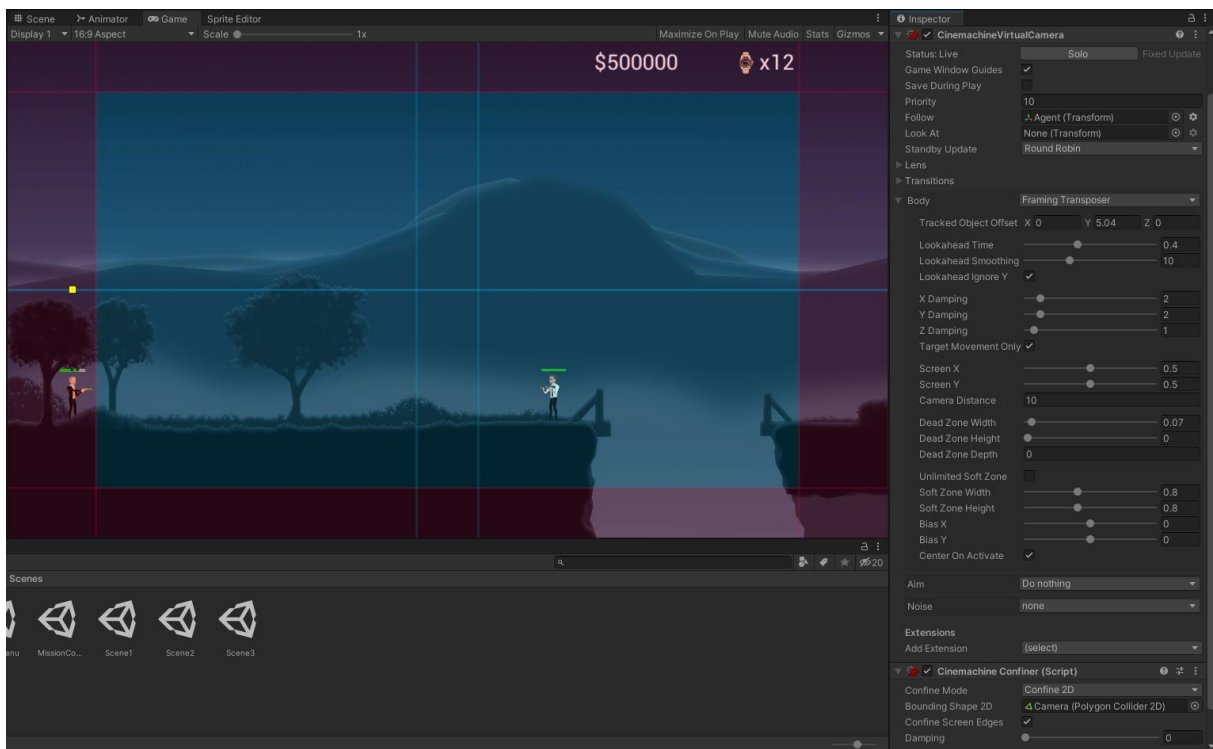 Scene Animator Game Sprite Editor
Display 1 16:9 Aspect Scale 1x Maximize On Play Mute Audio Stats Gizmos
$500000 x12
20
Scenes
enu MissionCo... Scene1 Scene2 Scene3
Inspector
CinemachineVirtualCamera
Status: Live Solo Fixed Update
Game Window Guides
Save During Play
Priority 10
Follow Agent (Transform)
Look At None (Transform)
Standby Update Round Robin
Lens
Transitions
Body Framing Transposer
Tracked Object Offset X 0 Y 5.04 Z 0
Lookahead Time 0.4
Lookahead Smoothing 10
Lookahead Ignore Y
X Damping 2
Y Damping 2
Z Damping 1
Target Movement Only
Screen X 0.5
Screen Y 0.5
Camera Distance 10
Dead Zone Width 0.07
Dead Zone Height 0
Dead Zone Depth 0
Unlimited Soft Zone
Soft Zone Width 0.8
Soft Zone Height 0.8
Bias X 0
Bias Y 0
Center On Activate
Aim Do nothing
Noise none
Extensions
Add Extension (select)
Cinemachine Confiner (Script)
Confine Mode Confine 2D
Bounding Shape 2D Camera (Polygon Collider 2D)
Confine Screen Edges
Damping 0